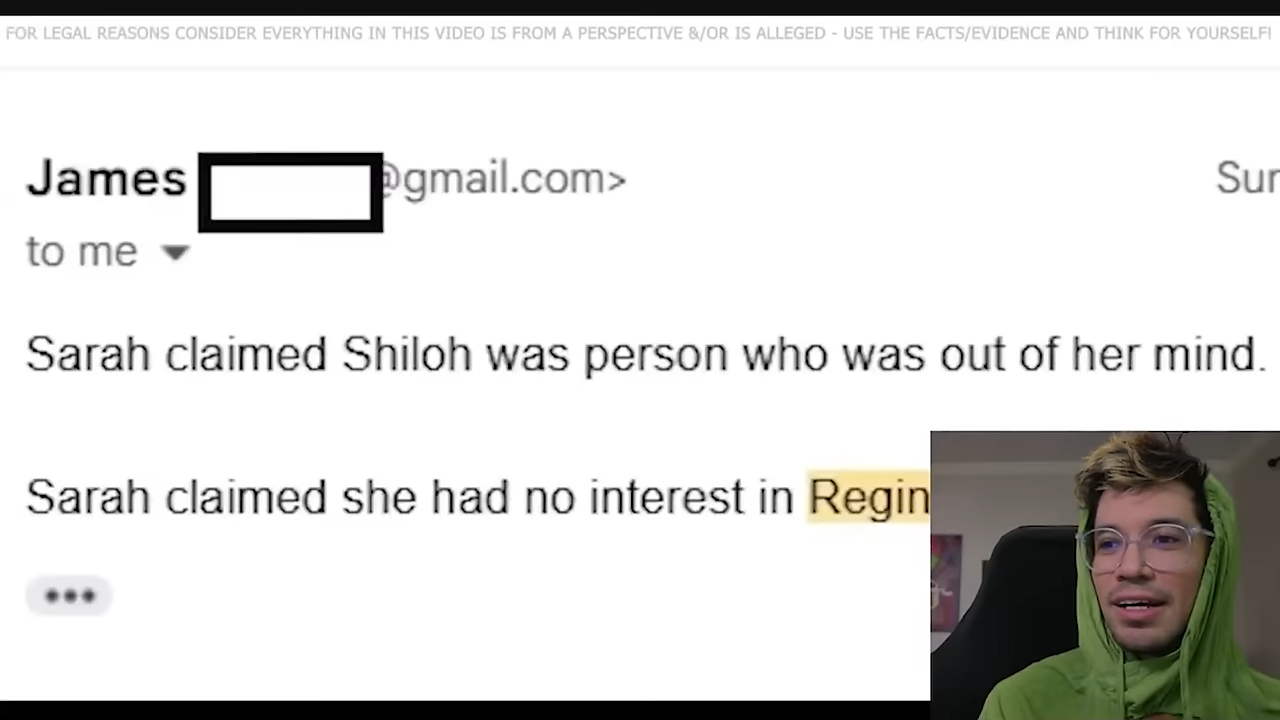 FOR LEGAL REASONS CONSIDER EVERYTHING IN THIS VIDEO IS FROM A PERSPECTIVE &/OR IS ALLEGED - USE THE FACTS/EVIDENCE AND THINK FOR YOURSELF!
James @gmail.com>
to me
Sarah claimed Shiloh was person who was out of her mind.
Sarah claimed she had no interest in